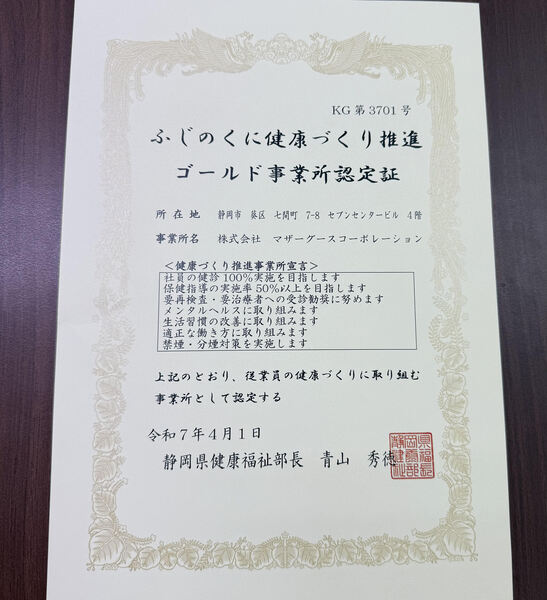 KG 第 3701 号
ふじのくに健康づくり推進
ゴールド事業所認定証
所在地 静岡市 葵区 七間町 7-8 セブンセンタービル 4階
事業所名 株式会社 マザーグースコーポレーション
＜健康づくり推進事業所宣言＞
社員の健診100%実施を目指します
保健指導の実施率50%以上を目指します
要再検査・要治療者への受診勧奨に努めます
メンタルヘルスに取り組みます
生活習慣の改善に取り組みます
適正な働き方に取り組みます
禁煙・分煙対策を実施します
上記のとおり、従業員の健康づくりに取り組む
事業所として認定する
令和7年4月1日
静岡県健康福祉部長 青山 秀徳